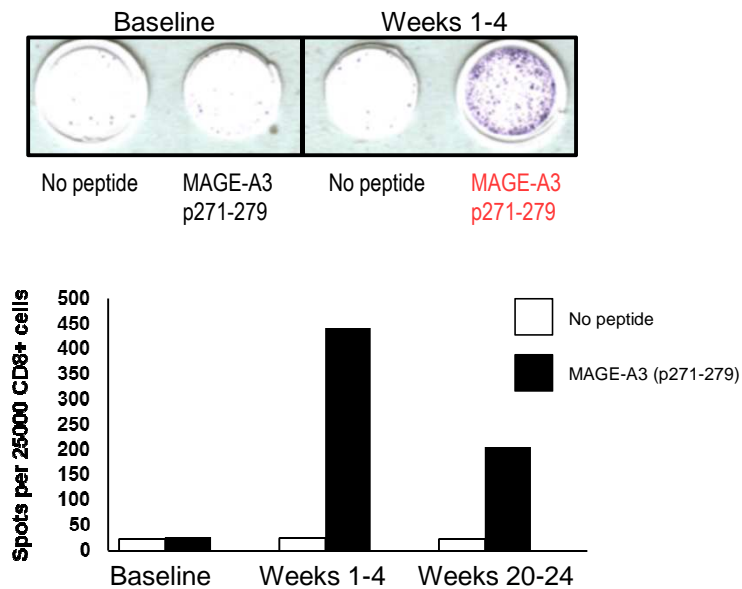 Baseline
Weeks 1-4
No peptide
MAGE-A3
p271-279
No peptide
MAGE-A3
p271-279
Spots per 25000 CD8+ cells
500
450
400
350
300
250
200
150
100
50
0
No peptide
MAGE-A3 (p271-279)
Baseline
Weeks 1-4
Weeks 20-24